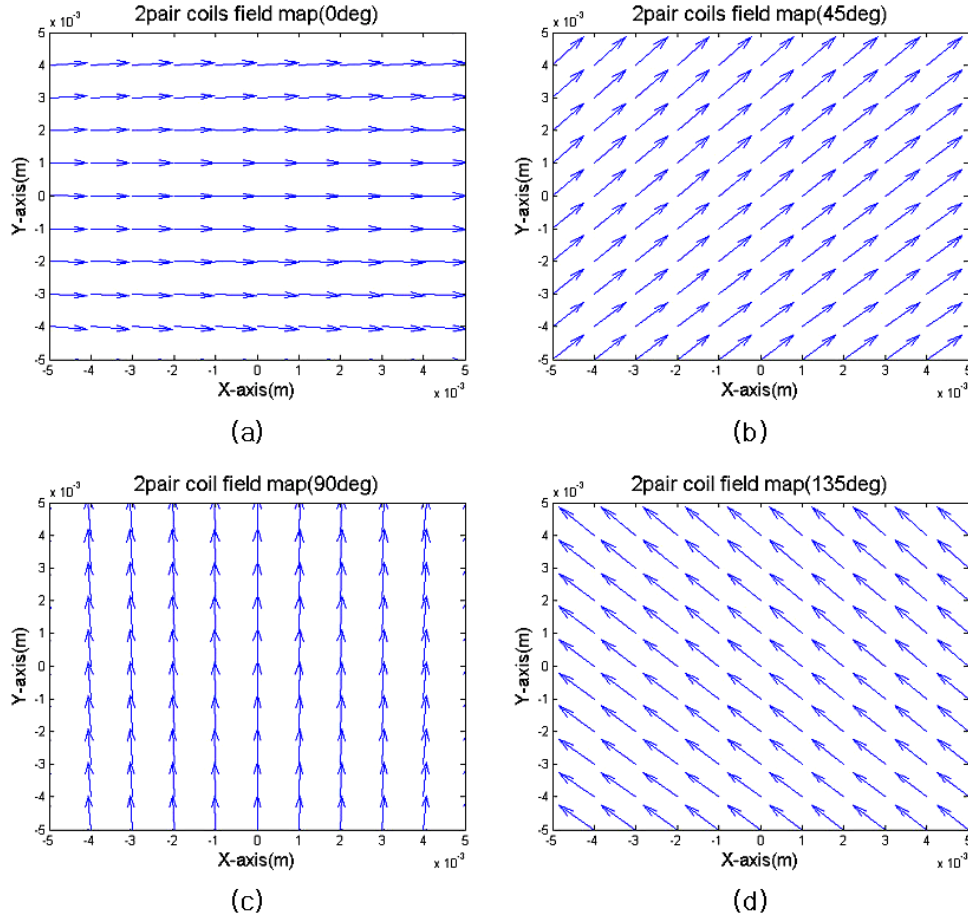 2pair coils field map(0deg)
x 10⁻³
5
4
3
2
1
0
-1
-2
-3
-4
-5
Y-axis(m)
-5 -4 -3 -2 -1 0 1 2 3 4 5
X-axis(m)
x 10⁻³
(a)
2pair coils field map(45deg)
x 10⁻³
5
4
3
2
1
0
-1
-2
-3
-4
-5
Y-axis(m)
-5 -4 -3 -2 -1 0 1 2 3 4 5
X-axis(m)
x 10⁻³
(b)
2pair coil field map(90deg)
x 10⁻³
5
4
3
2
1
0
-1
-2
-3
-4
-5
Y-axis(m)
-5 -4 -3 -2 -1 0 1 2 3 4 5
X-axis(m)
x 10⁻³
(c)
2pair coil field map(135deg)
x 10⁻³
5
4
3
2
1
0
-1
-2
-3
-4
-5
Y-axis(m)
-5 -4 -3 -2 -1 0 1 2 3 4 5
X-axis(m)
x 10⁻³
(d)